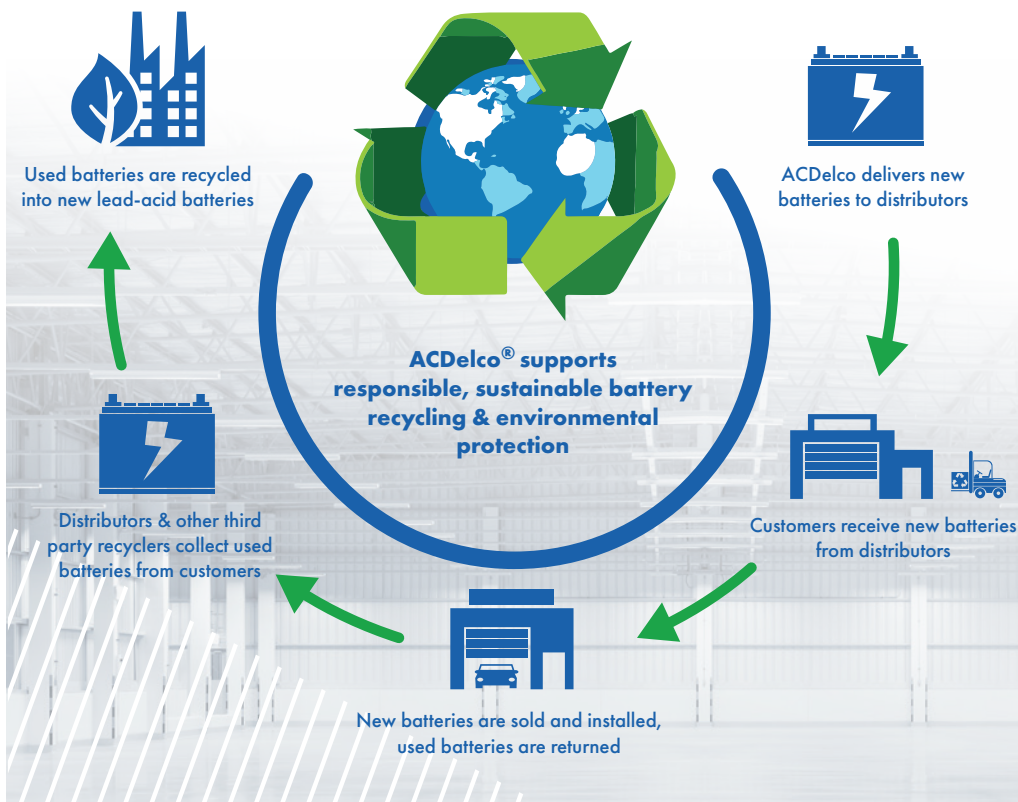 Used batteries are recycled
into new lead-acid batteries
ACDelco delivers new
batteries to distributors
ACDelco® supports
responsible, sustainable battery
recycling & environmental
protection
Distributors & other third
party recyclers collect used
batteries from customers
Customers receive new batteries
from distributors
New batteries are sold and installed,
used batteries are returned